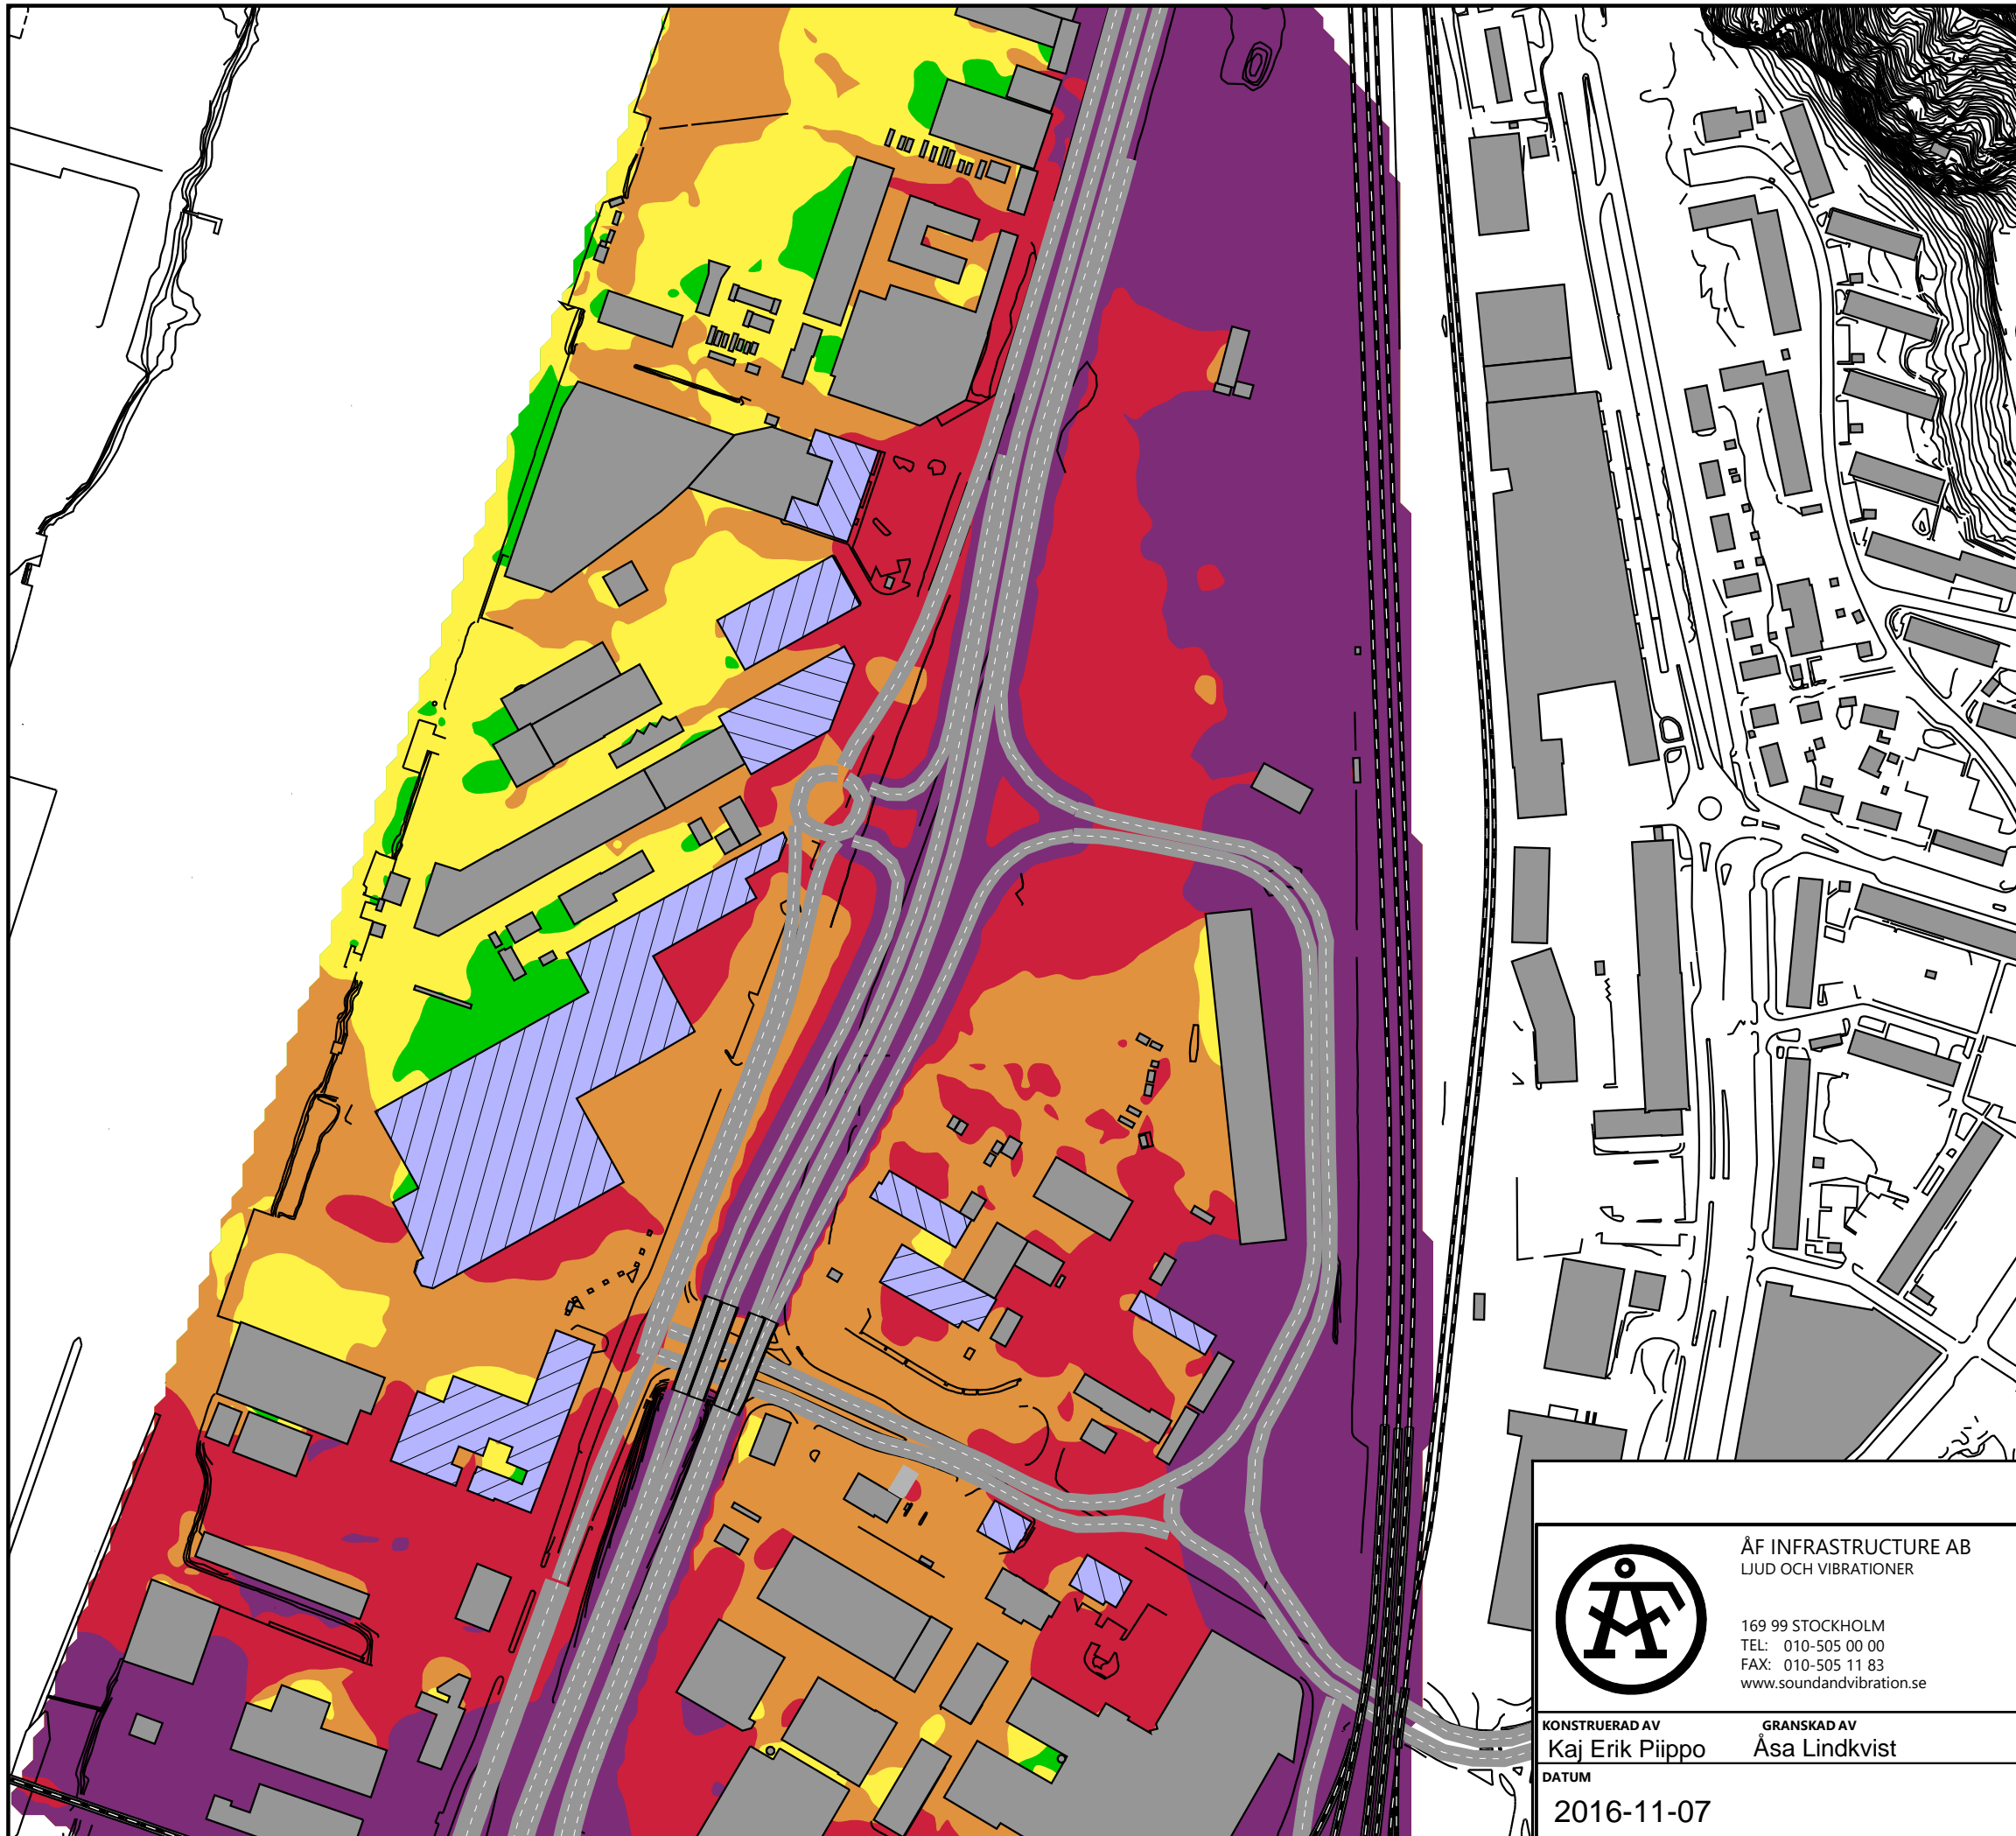 ÅF INFRASTRUCTURE AB
LJUD OCH VIBRATIONER
169 99 STOCKHOLM
TEL: 010-505 00 00
FAX: 010-505 11 83
www.soundandvibration.se
KONSTRUERAD AV GRANSKAD AV
Kaj Erik Piippo Åsa Lindkvist
DATUM
2016-11-07